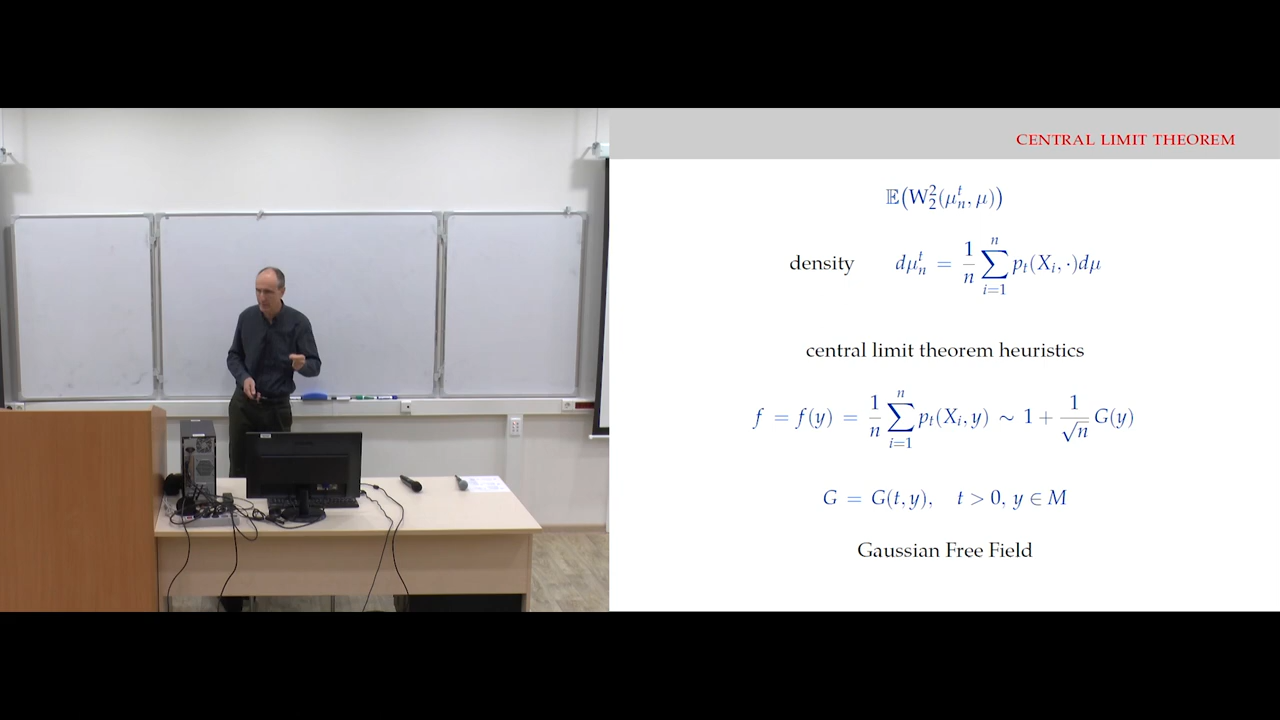 CENTRAL LIMIT THEOREM
𝔼(W₂²(μₙᵗ, μ))
density dμₙᵗ = 1/n ∑ᵢ₌₁ⁿ pₜ(Xᵢ, ·)dμ
central limit theorem heuristics
f = f(y) = 1/n ∑ᵢ₌₁ⁿ pₜ(Xᵢ, y) ∼ 1 + 1/√n G(y)
G = G(t, y), t > 0, y ∈ M
Gaussian Free Field